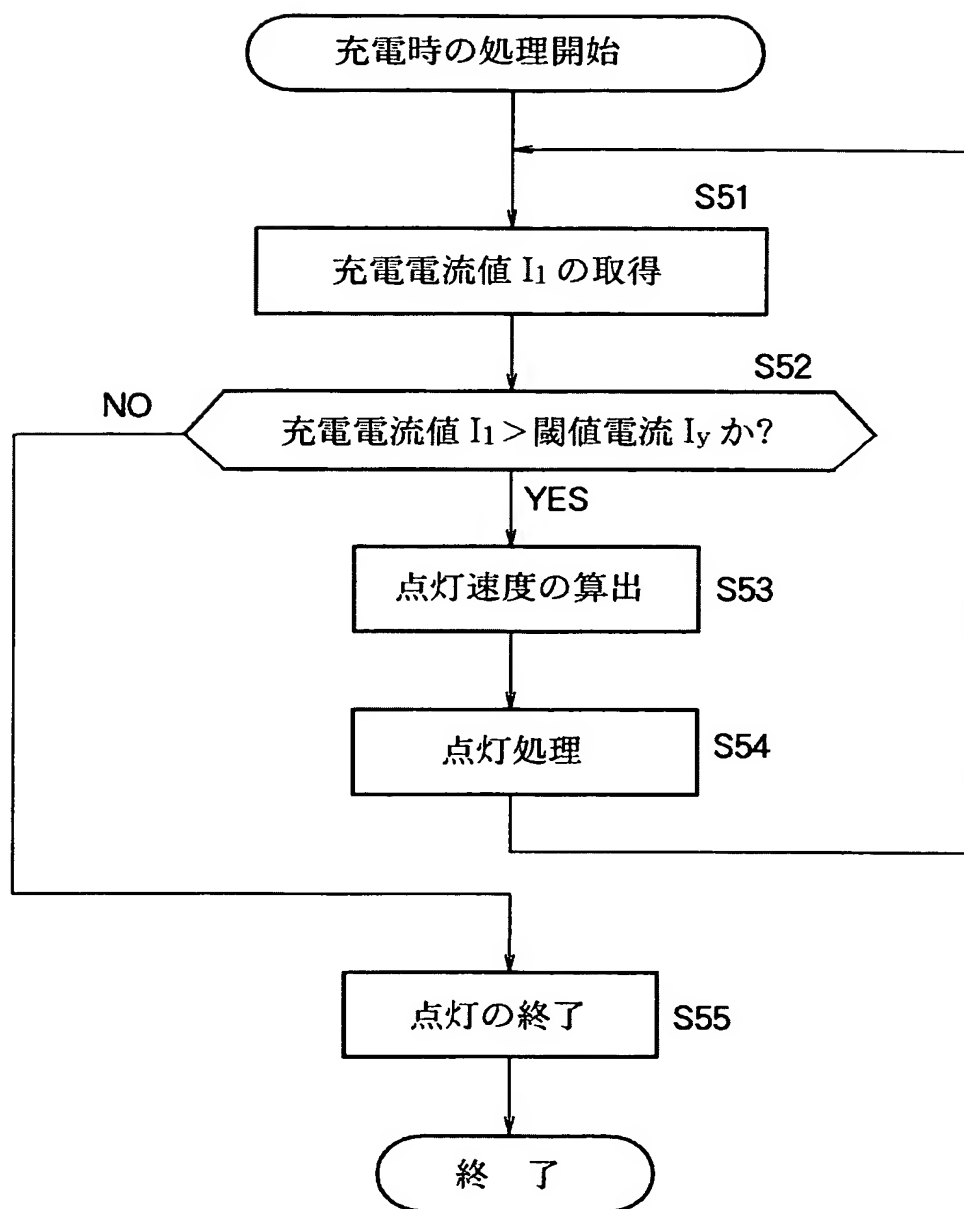 充電時の処理開始
S51
充電電流値 I₁ の取得
S52
NO
充電電流値 I₁ > 閾値電流 Iy か?
YES
点灯速度の算出
S53
点灯処理
S54
点灯の終了
S55
終 了